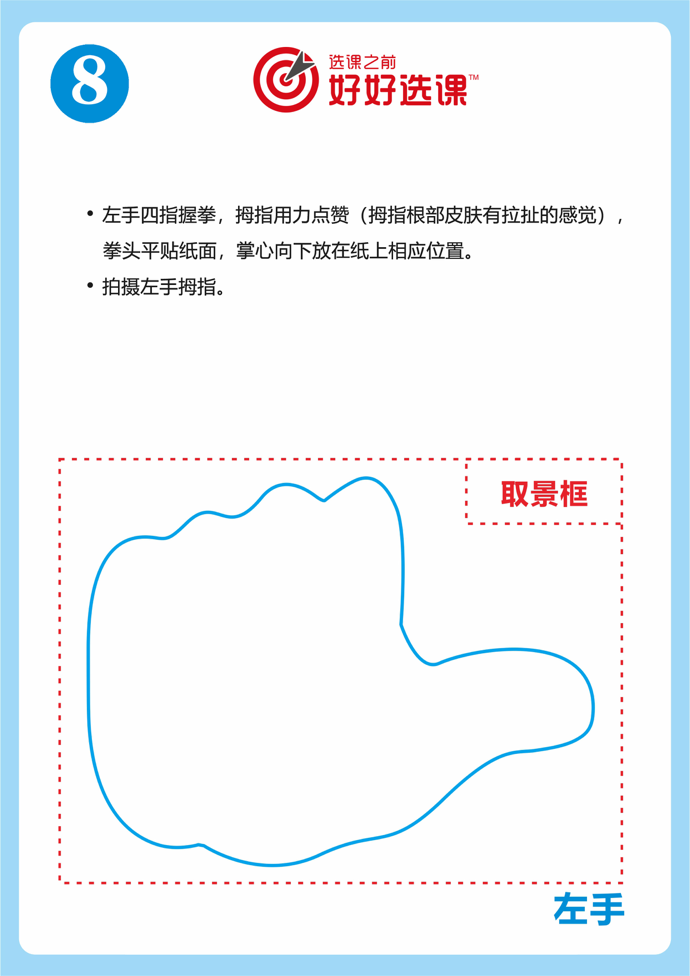 8
选课之前
好好选课™
• 左手四指握拳，拇指用力点赞（拇指根部皮肤有拉扯的感觉），
拳头平贴纸面，掌心向下放在纸上相应位置。
• 拍摄左手拇指。
取景框
左手